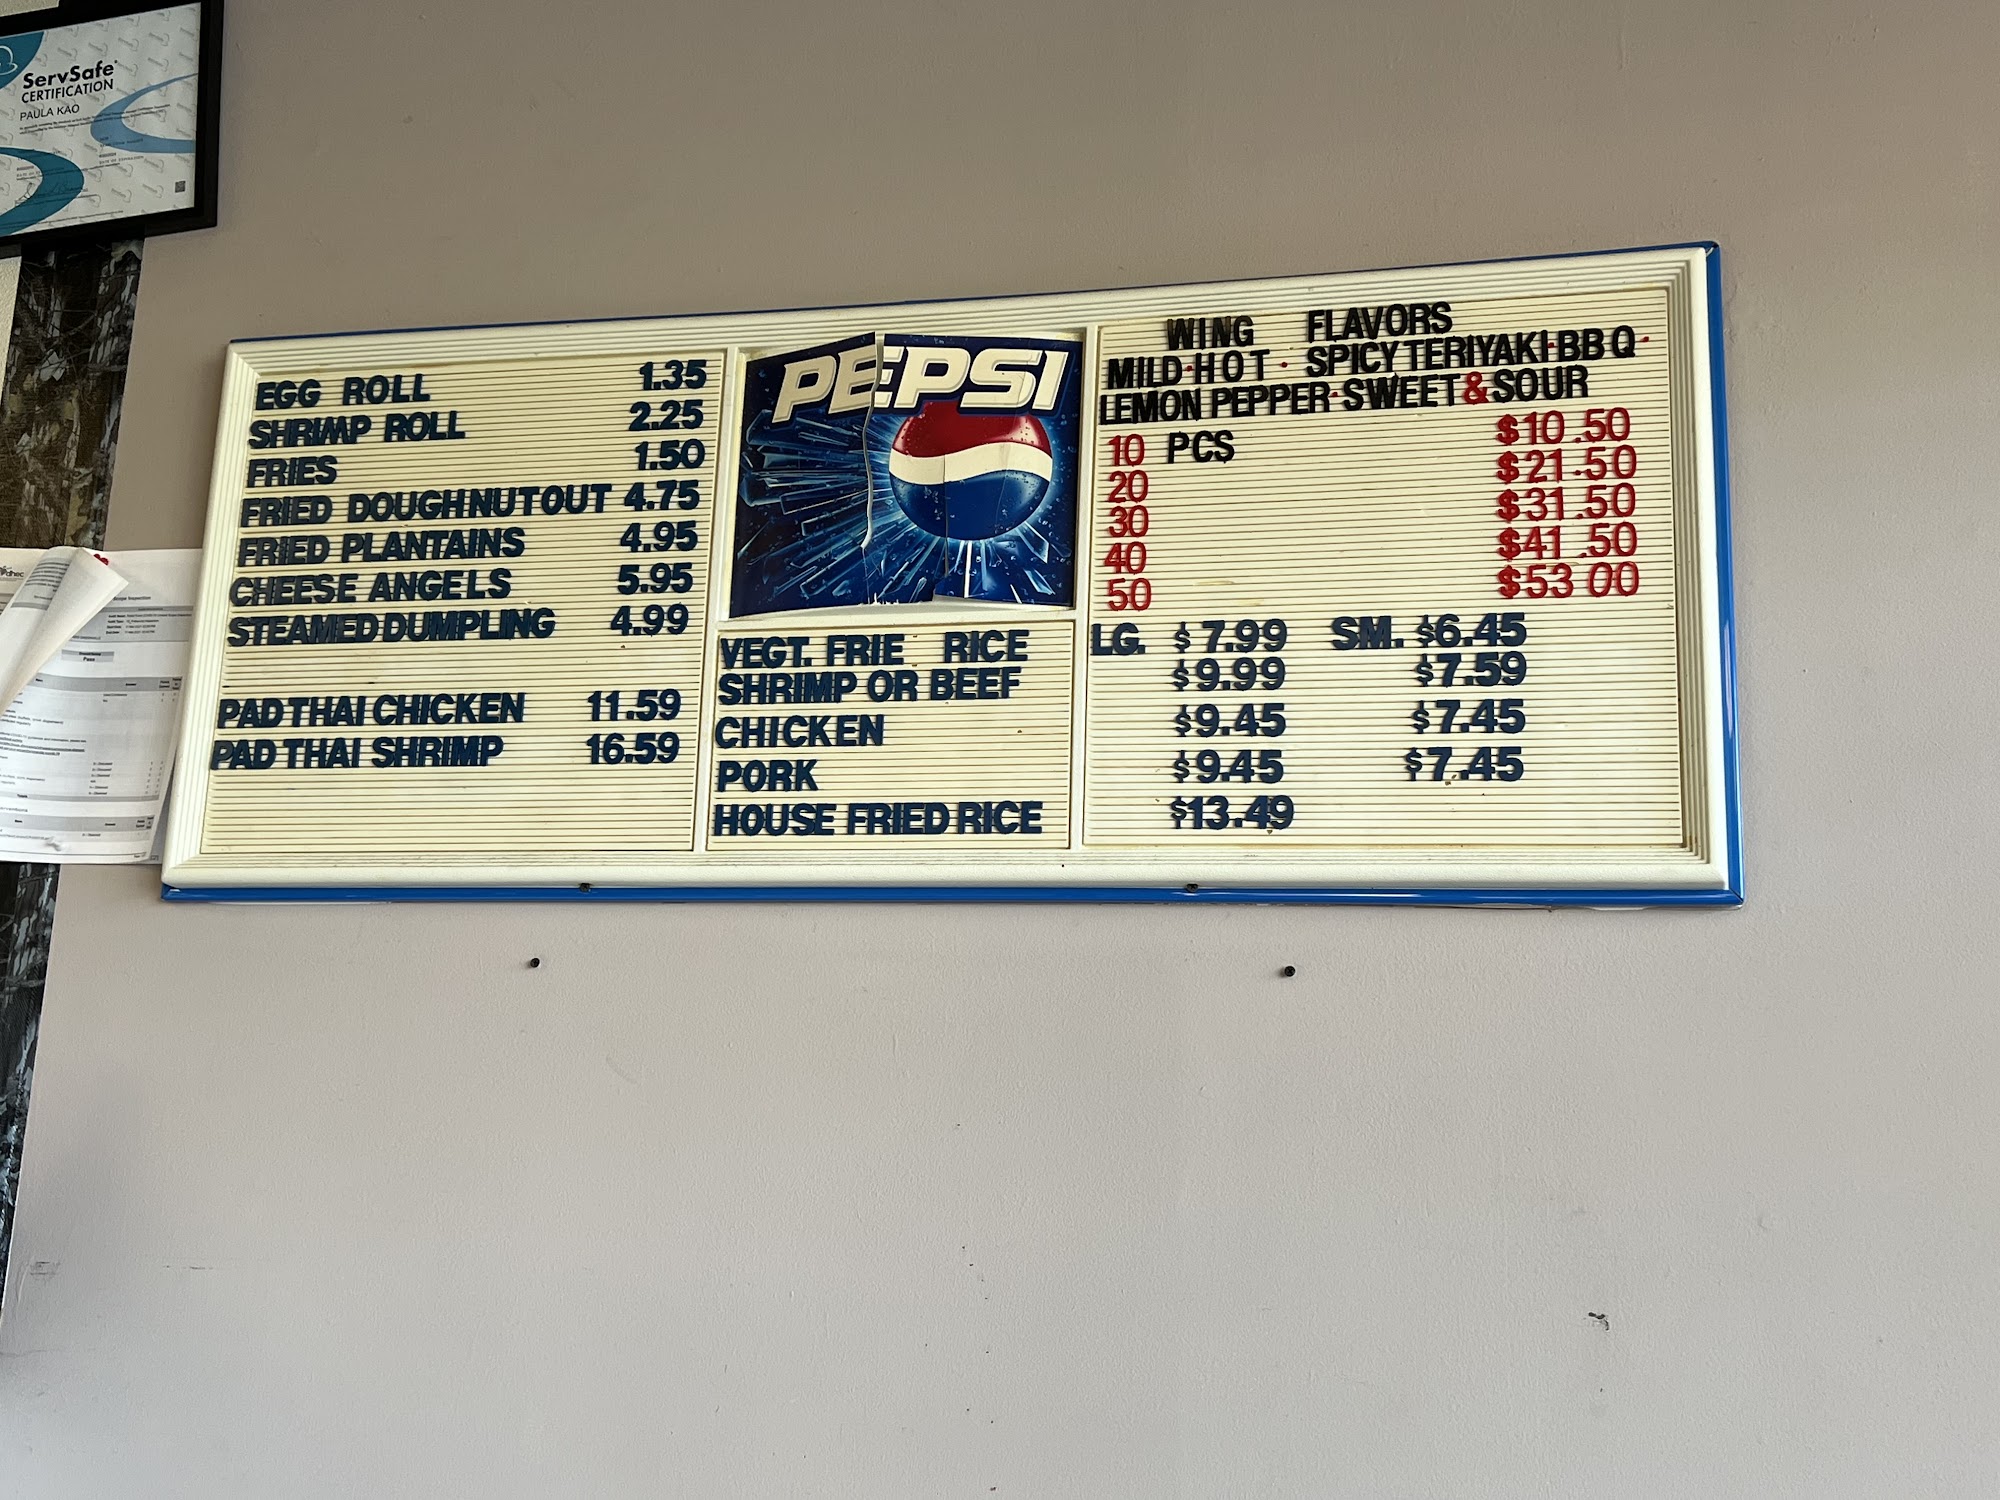 ServSafe
CERTIFICATION
PAULA KAO
EGG ROLL 1.35
SHRIMP ROLL 2.25
FRIES 1.50
FRIED DOUGHNUTOUT 4.75
FRIED PLANTAINS 4.95
CHEESE ANGELS 5.95
STEAMED DUMPLING 4.99
PAD THAI CHICKEN 11.59
PAD THAI SHRIMP 16.59
PEPSI
WING FLAVORS
MILD·HOT· SPICY TERIYAKI·BBQ·
LEMON PEPPER·SWEET&SOUR
10 PCS $10.50
20 $21.50
30 $31.50
40 $41.50
50 $53 00
VEGT. FRIE RICE LG. $7.99 SM. $6.45
SHRIMP OR BEEF $9.99 $7.59
CHICKEN $9.45 $7.45
PORK $9.45 $7.45
HOUSE FRIED RICE $13.49